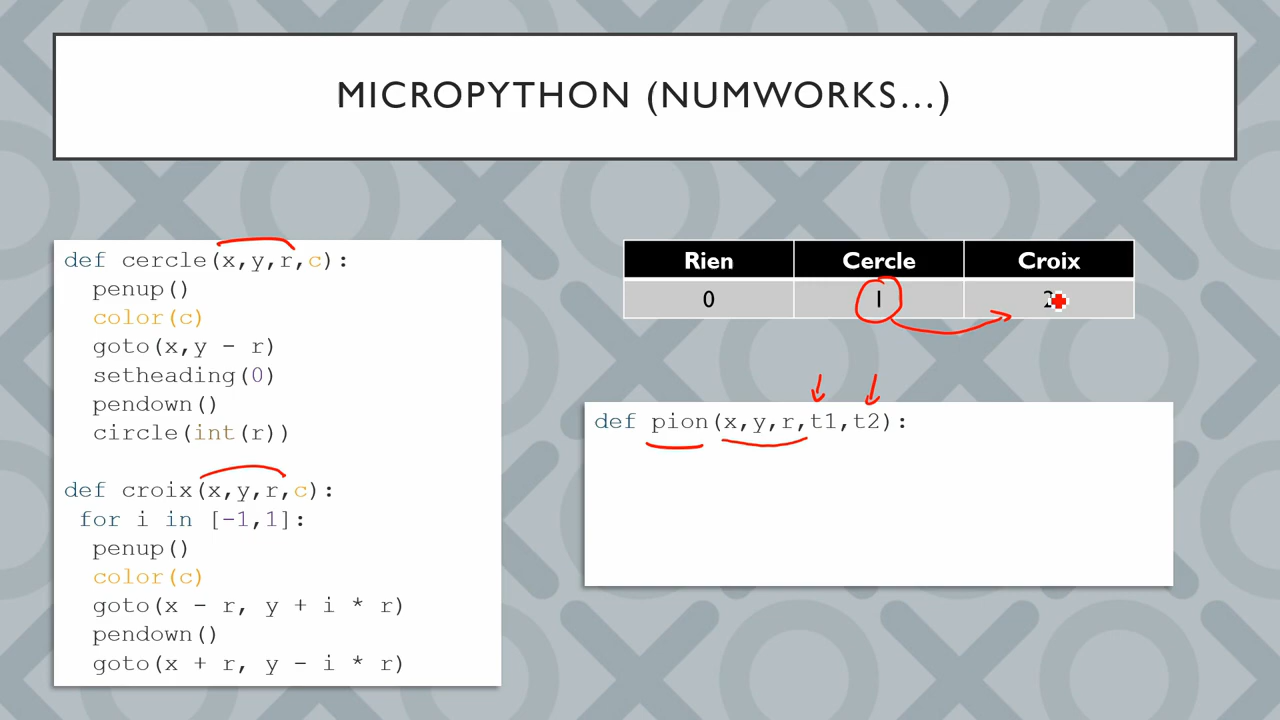 MICROPYTHON (NUMWORKS...)
def cercle(x,y,r,c):
penup()
color(c)
goto(x,y - r)
setheading(0)
pendown()
circle(int(r))
def croix(x,y,r,c):
for i in [-1,1]:
penup()
color(c)
goto(x - r, y + i * r)
pendown()
goto(x + r, y - i * r)
Rien Cercle Croix
0 1 2
def pion(x,y,r,t1,t2):